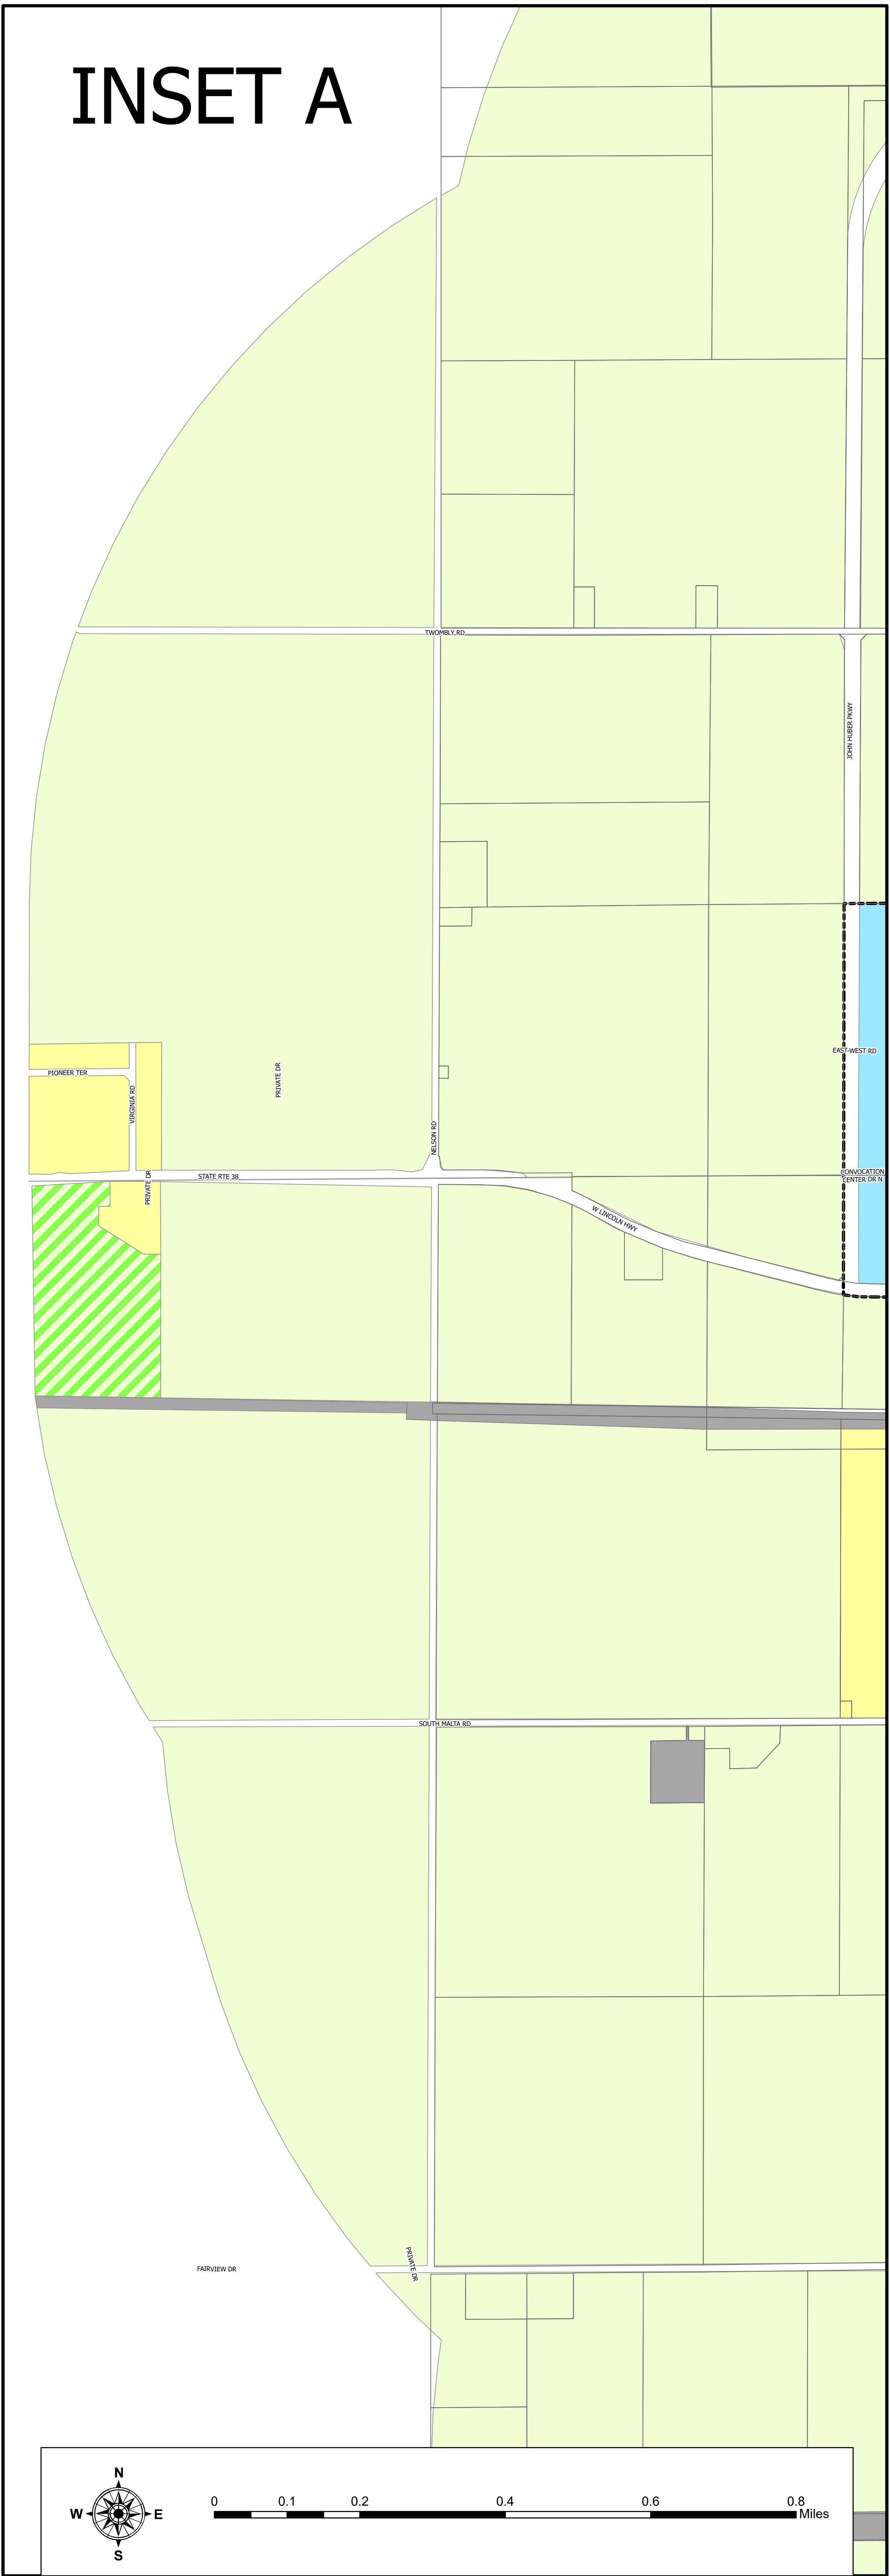 INSET A
TWOMBLY RD
JOHN HUBER PKWY
EAST-WEST RD
PIONEER TER
PRIVATE DR
VIRGINIA RD
NELSON RD
CONVOCATION
CENTER DR N
STATE RTE 38
PRIVATE DR
W LINCOLN HWY
SOUTH MALTA RD
PRIVATE DR
FAIRVIEW DR
N
W E
S
0 0.1 0.2 0.4 0.6 0.8
Miles